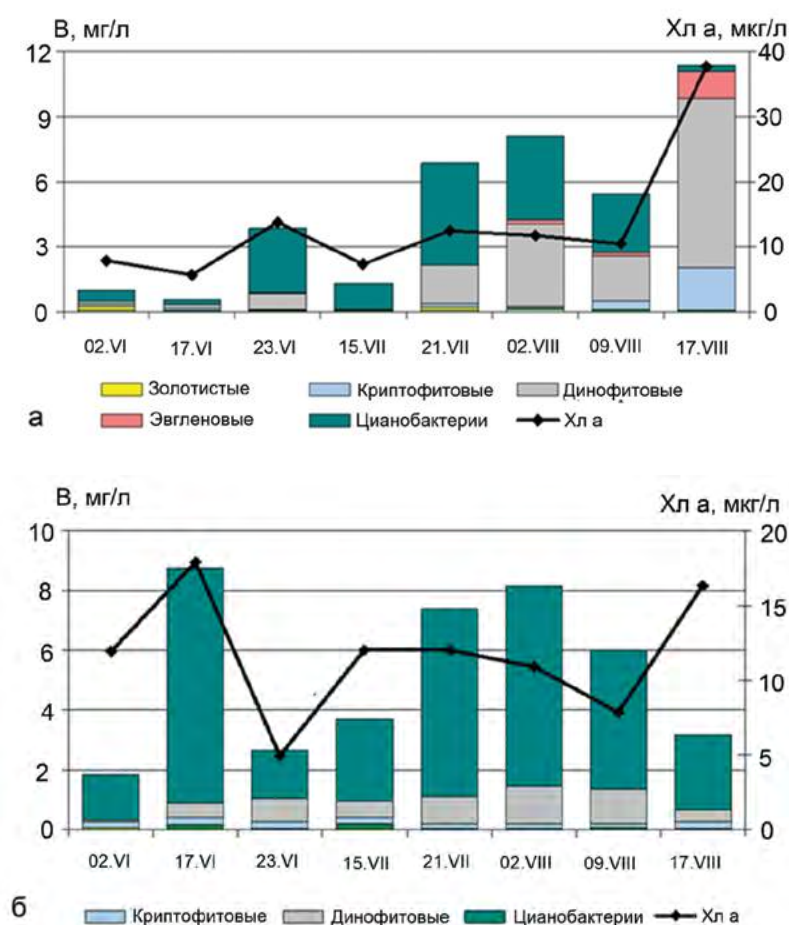 В, мг/л Хл а, мкг/л
12 40
9 30
6 20
3 10
0 0
02.VI 17.VI 23.VI 15.VII 21.VII 02.VIII 09.VIII 17.VIII
Золотистые Криптофитовые Динофитовые
а Эвгленовые Цианобактерии Хл а
В, мг/л Хл а, мкг/л
10 20
8 15
6
4 10
2 5
0 0
02.VI 17.VI 23.VI 15.VII 21.VII 02.VIII 09.VIII 17.VIII
б Криптофитовые Динофитовые Цианобактерии Хл а